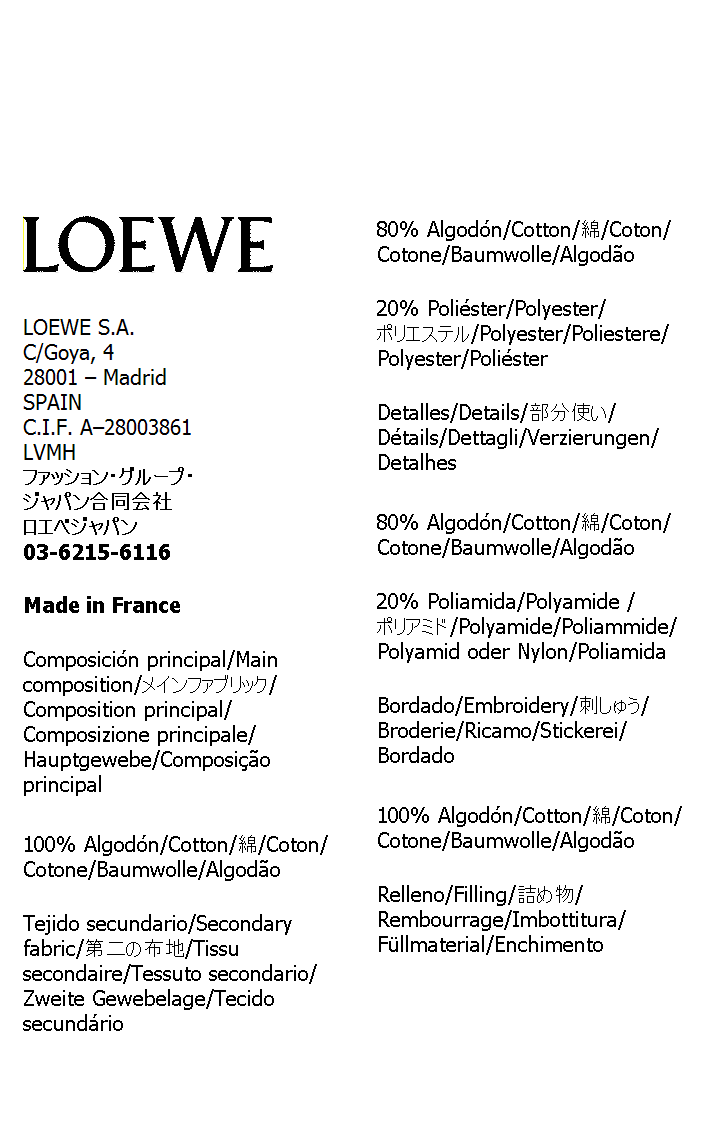 LOEWE
LOEWE S.A.
C/Goya, 4
28001 – Madrid
SPAIN
C.I.F. A–28003861
LVMH
ファッション・グループ・
ジャパン合同会社
ロエベジャパン
03-6215-6116
Made in France
Composición principal/Main
composition/メインファブリック/
Composition principal/
Composizione principale/
Hauptgewebe/Composição
principal
100% Algodón/Cotton/綿/Coton/
Cotone/Baumwolle/Algodão
Tejido secundario/Secondary
fabric/第二の布地/Tissu
secondaire/Tessuto secondario/
Zweite Gewebelage/Tecido
secundário
80% Algodón/Cotton/綿/Coton/
Cotone/Baumwolle/Algodão
20% Poliéster/Polyester/
ポリエステル/Polyester/Poliestere/
Polyester/Poliéster
Detalles/Details/部分使い/
Détails/Dettagli/Verzierungen/
Detalhes
80% Algodón/Cotton/綿/Coton/
Cotone/Baumwolle/Algodão
20% Poliamida/Polyamide /
ポリアミド/Polyamide/Poliammide/
Polyamid oder Nylon/Poliamida
Bordado/Embroidery/刺しゅう/
Broderie/Ricamo/Stickerei/
Bordado
100% Algodón/Cotton/綿/Coton/
Cotone/Baumwolle/Algodão
Relleno/Filling/詰め物/
Rembourrage/Imbottitura/
Füllmaterial/Enchimento